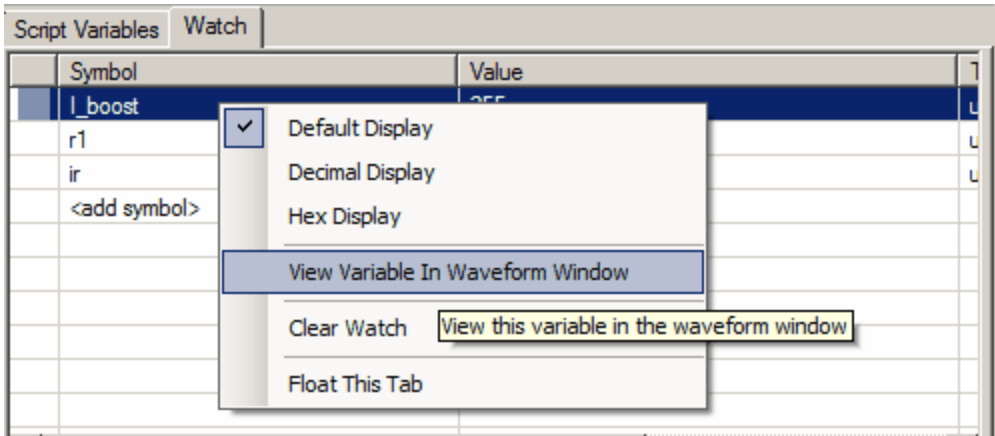 Script Variables Watch
Symbol Value T
l_boost 255 u
r1 u
ir u
<add symbol>
Default Display
Decimal Display
Hex Display
View Variable In Waveform Window
Clear Watch
View this variable in the waveform window
Float This Tab